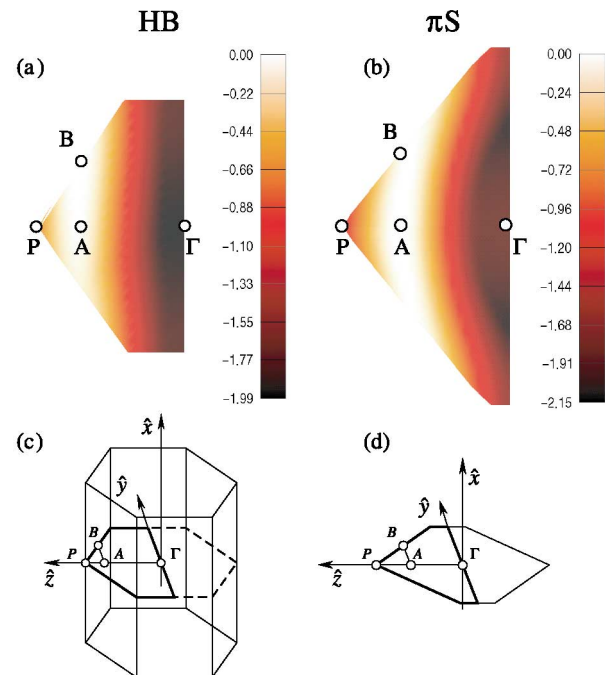 HB
πS
(a)
0.00
-0.22
-0.44
-0.66
-0.88
-1.10
-1.33
-1.55
-1.77
-1.99
B
P
A
Γ
(b)
0.00
-0.24
-0.48
-0.72
-0.96
-1.20
-1.44
-1.68
-1.91
-2.15
B
P
A
Γ
(c)
x̂
ŷ
B
P
A
Γ
ẑ
(d)
x̂
ŷ
B
P
A
Γ
ẑ